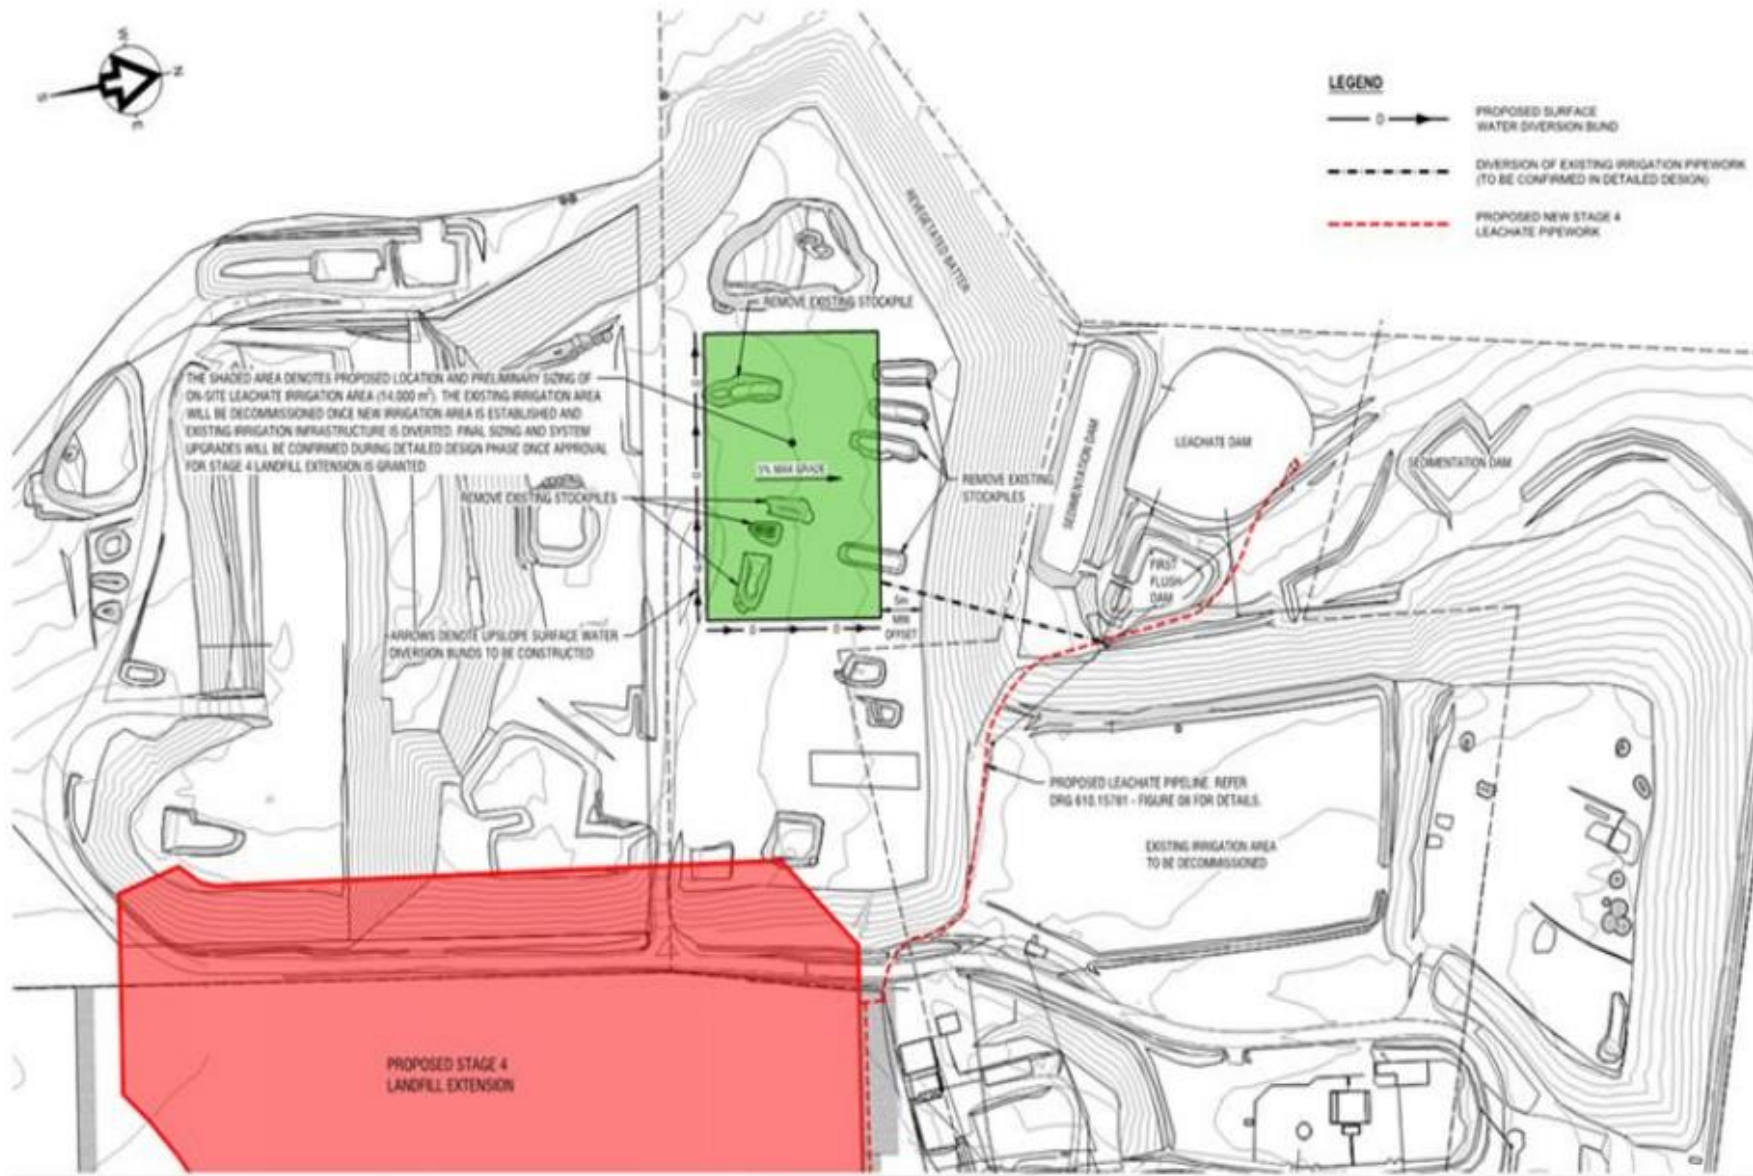 W
N
S
E
LEGEND
0
PROPOSED SURFACE
WATER DIVERSION BUND
DIVERSION OF EXISTING IRRIGATION PIPEWORK
(TO BE CONFIRMED IN DETAILED DESIGN)
PROPOSED NEW STAGE 4
LEACHATE PIPEWORK
REVEGETATED BATTER
REMOVE EXISTING STOCKPILE
THE SHADED AREA DENOTES PROPOSED LOCATION AND PRELIMINARY SIZING OF
ON-SITE LEACHATE IRRIGATION AREA (14,000 m²). THE EXISTING IRRIGATION AREA
WILL BE DECOMMISSIONED ONCE NEW IRRIGATION AREA IS ESTABLISHED AND
EXISTING IRRIGATION INFRASTRUCTURE IS DIVERTED. FINAL SIZING AND SYSTEM
UPGRADES WILL BE CONFIRMED DURING DETAILED DESIGN PHASE ONCE APPROVAL
FOR STAGE 4 LANDFILL EXTENSION IS GRANTED
5% MAX GRADE
REMOVE EXISTING STOCKPILES
REMOVE EXISTING
STOCKPILES
SEDIMENTATION DAM
LEACHATE DAM
SEDIMENTATION DAM
FIRST
FLUSH
DAM
5m
MIN
OFFSET
0
0
ARROWS DENOTE UPSLOPE SURFACE WATER
DIVERSION BUNDS TO BE CONSTRUCTED
PROPOSED LEACHATE PIPELINE. REFER
DRG 610.15781 - FIGURE 08 FOR DETAILS.
EXISTING IRRIGATION AREA
TO BE DECOMMISSIONED
PROPOSED STAGE 4
LANDFILL EXTENSION